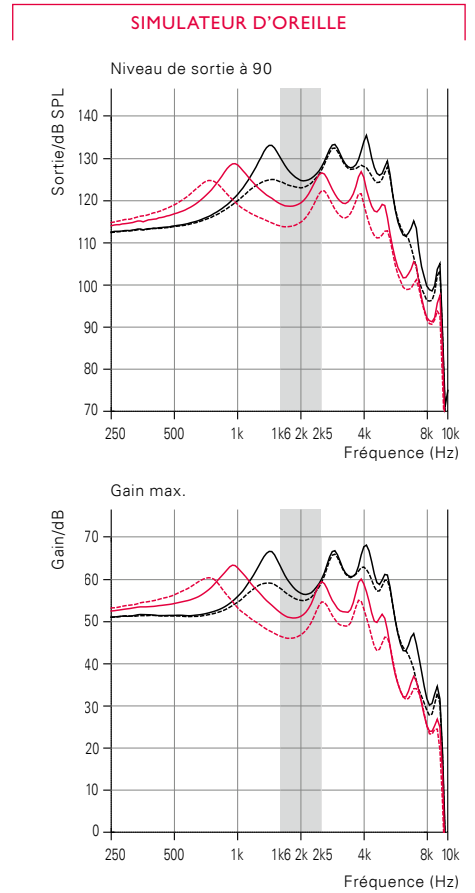 SIMULATEUR D'OREILLE
Niveau de sortie à 90
Sortie/dB SPL
140
130
120
110
100
90
80
70
250 500 1k 1k6 2k 2k5 4k 8k 10k
Fréquence (Hz)
Gain max.
Gain/dB
70
60
50
40
30
20
10
0
250 500 1k 1k6 2k 2k5 4k 8k 10k
Fréquence (Hz)